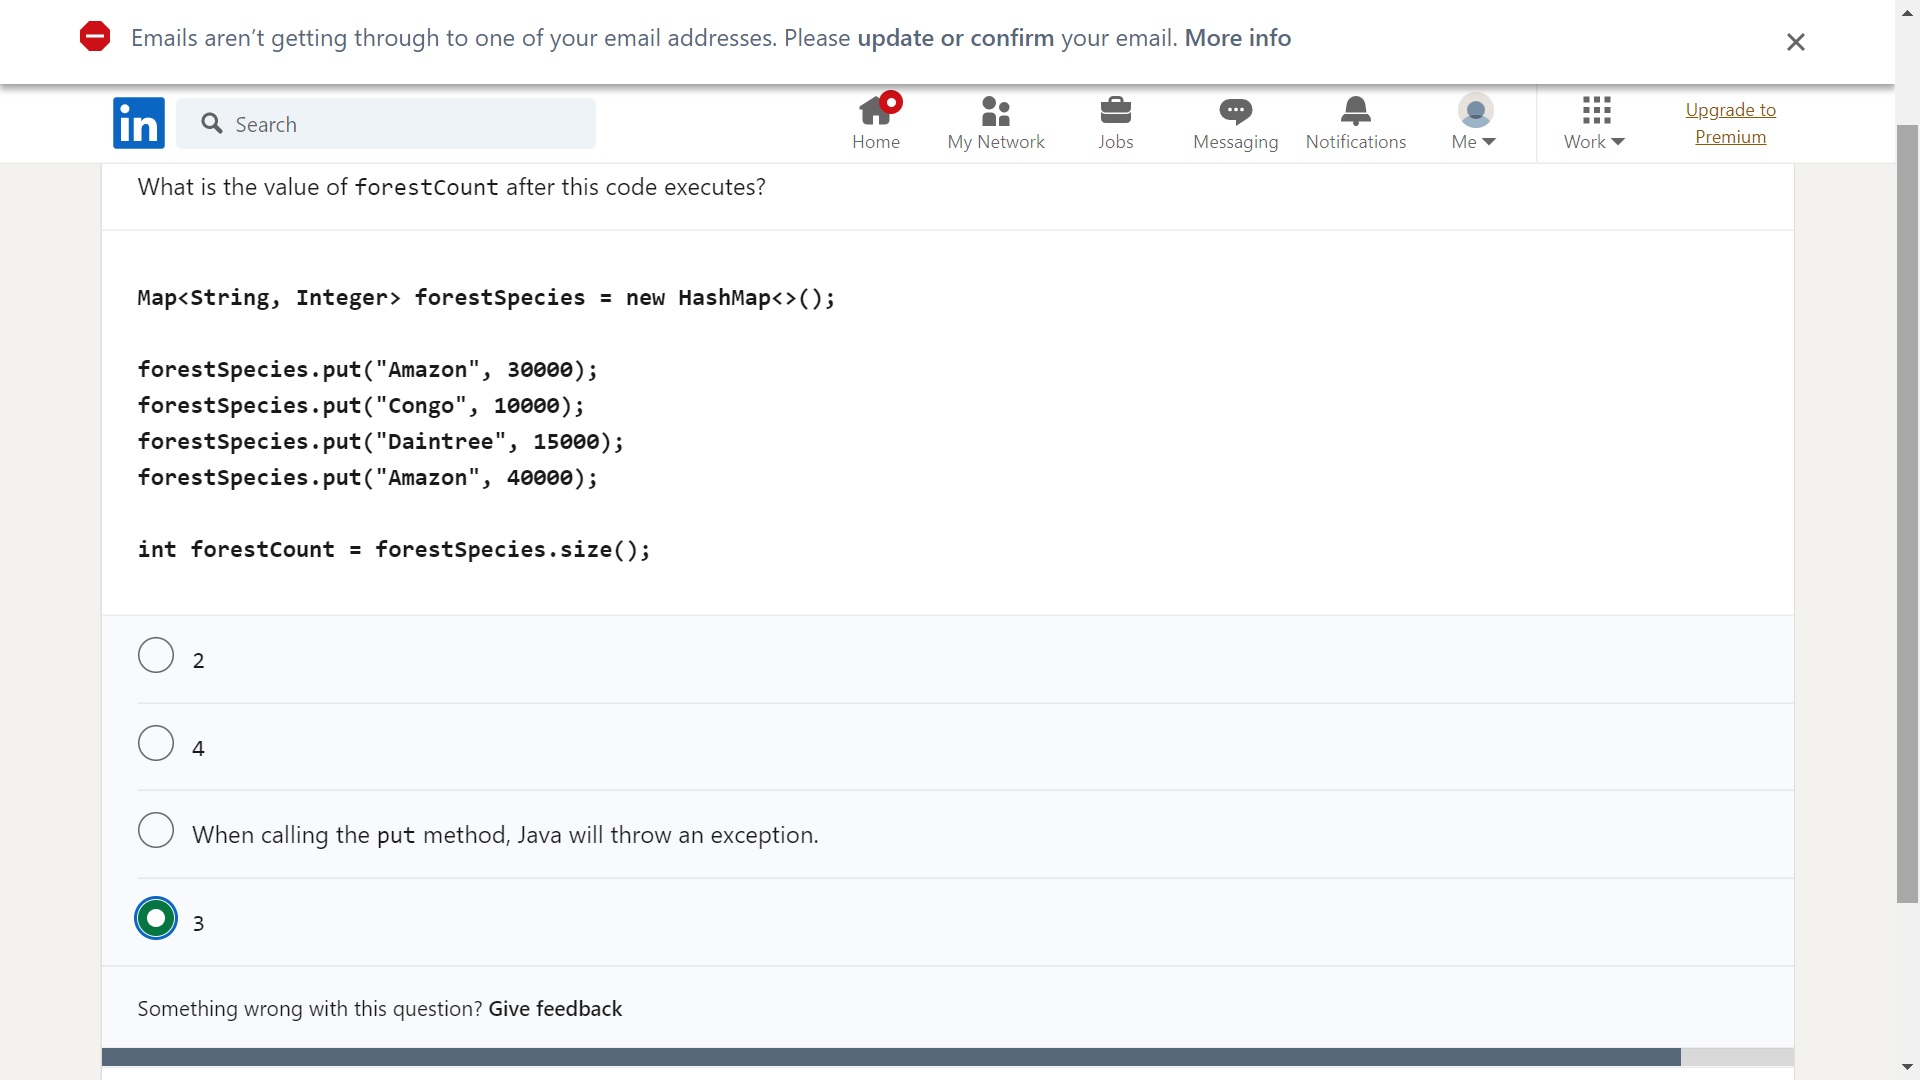 Emails aren't getting through to one of your email addresses. Please update or confirm your email. More info
in
Search
Home
My Network
Jobs
Messaging
Notifications
Me
Work
Upgrade to
Premium
What is the value of forestCount after this code executes?
Map<String, Integer> forestSpecies = new HashMap<>();
forestSpecies.put("Amazon", 30000);
forestSpecies.put("Congo", 10000);
forestSpecies.put("Daintree", 15000);
forestSpecies.put("Amazon", 40000);
int forestCount = forestSpecies.size();
2
4
When calling the put method, Java will throw an exception.
3
Something wrong with this question? Give feedback